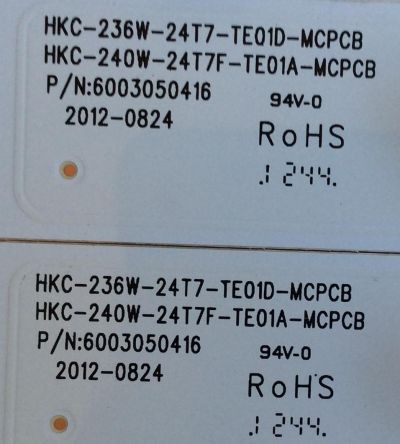 HKC-236W-24T7-TE01D-MCPCB
HKC-240W-24T7F-TE01A-MCPCB
P/N:6003050416 94V-0
2012-0824 RoHS
.1 244.
HKC-236W-24T7-TE01D-MCPCB
HKC-240W-24T7F-TE01A-MCPCB
P/N:6003050416 94V-0
2012-0824 RoHS
.1 244.